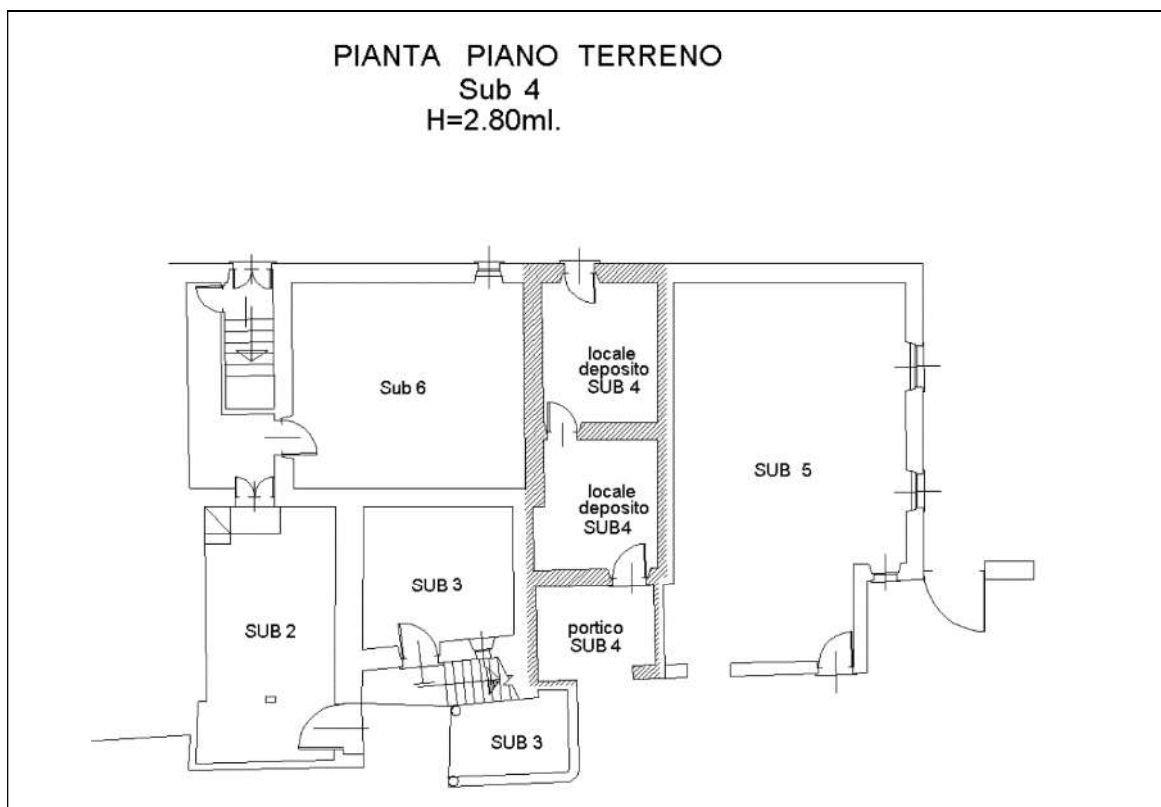 PIANTA PIANO TERRENO
Sub 4
H=2.80ml.
locale
deposito
SUB 4
Sub 6
SUB 5
locale
deposito
SUB4
SUB 3
SUB 2
portico
SUB 4
SUB 3